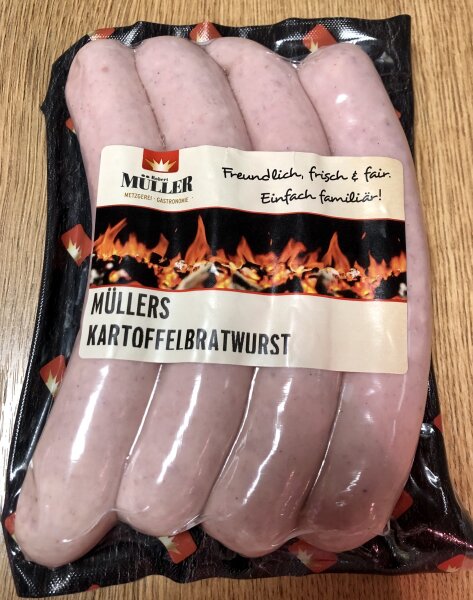 Robert
MÜLLER
METZGEREI · GASTRONOMIE
Freundlich, frisch & fair.
Einfach familiär!
MÜLLERS
KARTOFFELBRATWURST